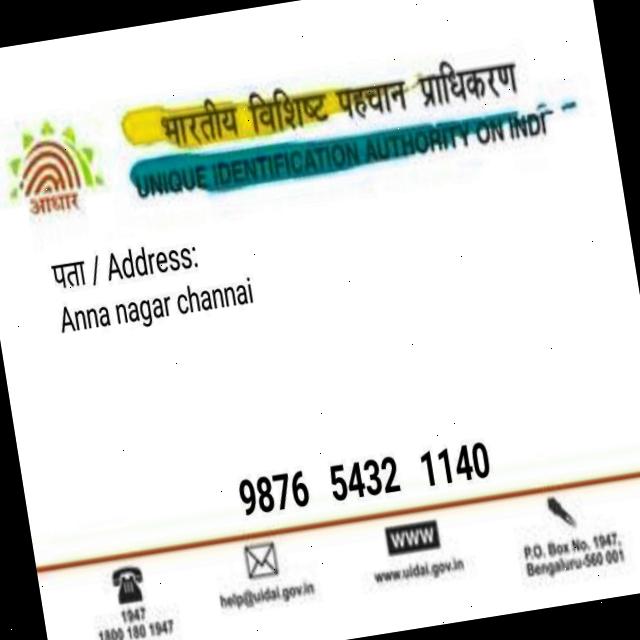 भारतीय विशिष्ट पहचान प्राधिकरण
UNIQUE IDENTIFICATION AUTHORITY ON INDI
आधार
पता / Address:
Anna nagar channai
9876 5432 1140
1947
1800 180 1947
help@uidai.gov.in
WWW
www.uidai.gov.in
P.O. Box No. 1947,
Bengaluru-560 001